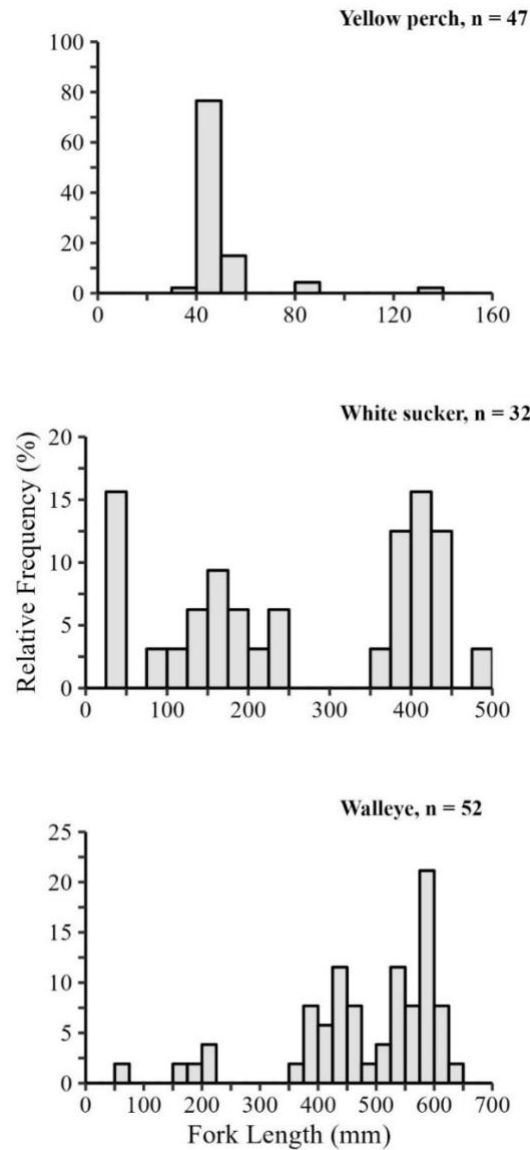 Yellow perch, n = 47
100
80
60
40
20
0
0 40 80 120 160
White sucker, n = 32
Relative Frequency (%)
20
15
10
5
0
0 100 200 300 400 500
Walleye, n = 52
25
20
15
10
5
0
0 100 200 300 400 500 600 700
Fork Length (mm)